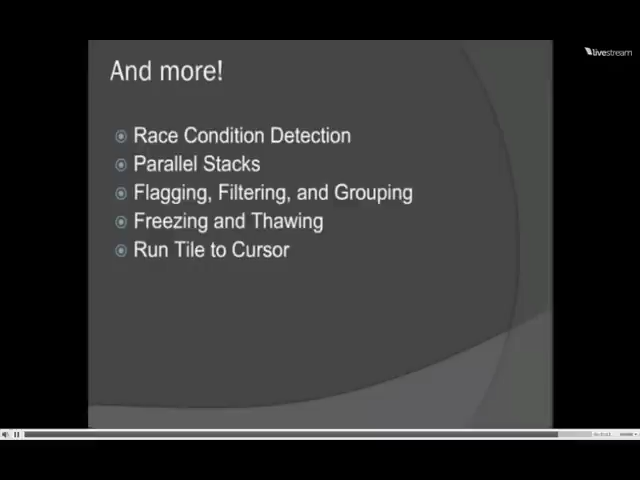 And more!
livestream
Race Condition Detection
Parallel Stacks
Flagging, Filtering, and Grouping
Freezing and Thawing
Run Tile to Cursor